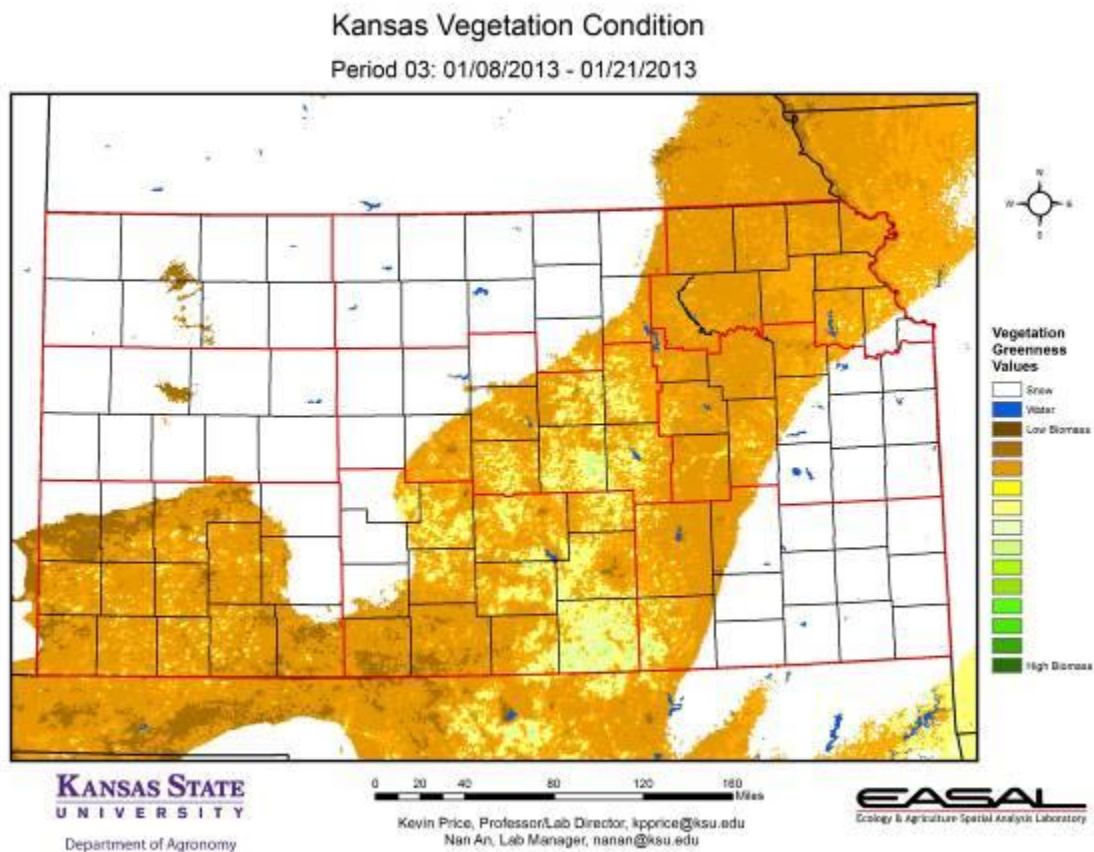 Kansas Vegetation Condition
Period 03: 01/08/2013 - 01/21/2013
N
W
E
S
Vegetation
Greenness
Values
Snow
Water
Low Biomass
High Biomass
KANSAS STATE
UNIVERSITY
Department of Agronomy
0 20 40 80 120 160
Miles
Kevin Price, Professor/Lab Director, kpprice@ksu.edu
Nan An, Lab Manager, nanan@ksu.edu
EASAL
Ecology & Agriculture Spatial Analysis Laboratory